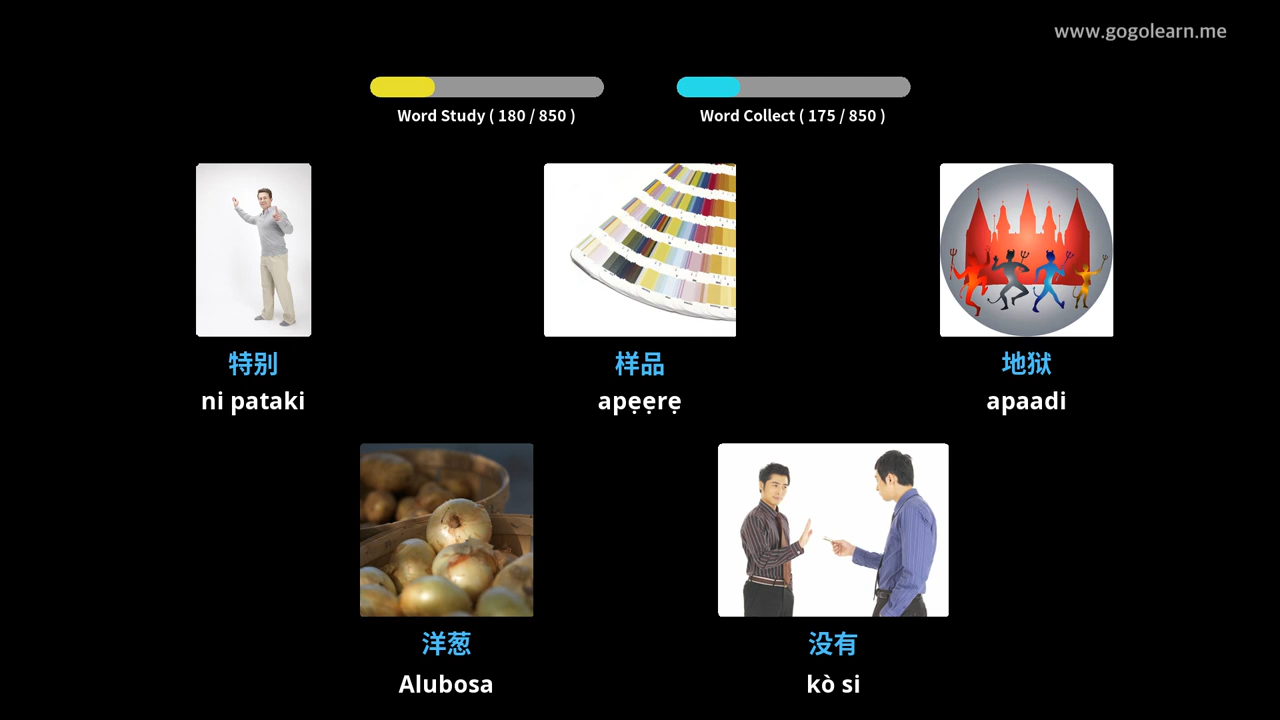 www.gogolearn.me
Word Study ( 180 / 850 )
Word Collect ( 175 / 850 )
特别
样品
地狱
ni pataki
apẹẹrẹ
apaadi
洋葱
没有
Alubosa
kò si